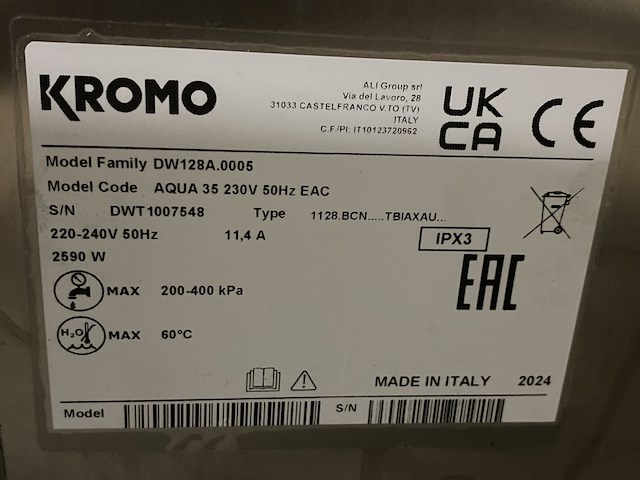 KROMO
ALI Group srl
Via del Lavoro, 28
31033 CASTELFRANCO V.TO (TV)
ITALY
C.F./PI: IT10123720962
UK
CA
CE
Model Family DW128A.0005
Model Code AQUA 35 230V 50Hz EAC
S/N DWT1007548 Type 1128.BCN.....TBIAXAU...
220-240V 50Hz 11,4 A IPX3
2590 W
EAC
MAX 200-400 kPa
H₂O MAX 60°C
MADE IN ITALY 2024
Model S/N